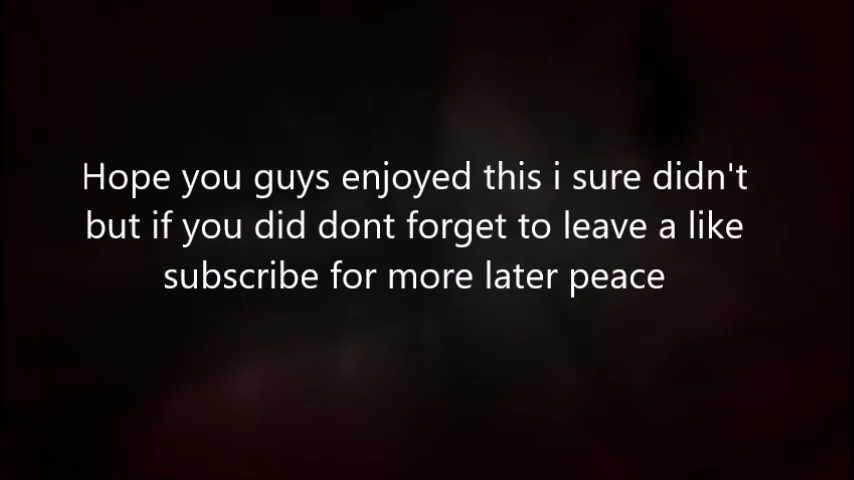 Hope you guys enjoyed this i sure didn't
but if you did dont forget to leave a like
subscribe for more later peace